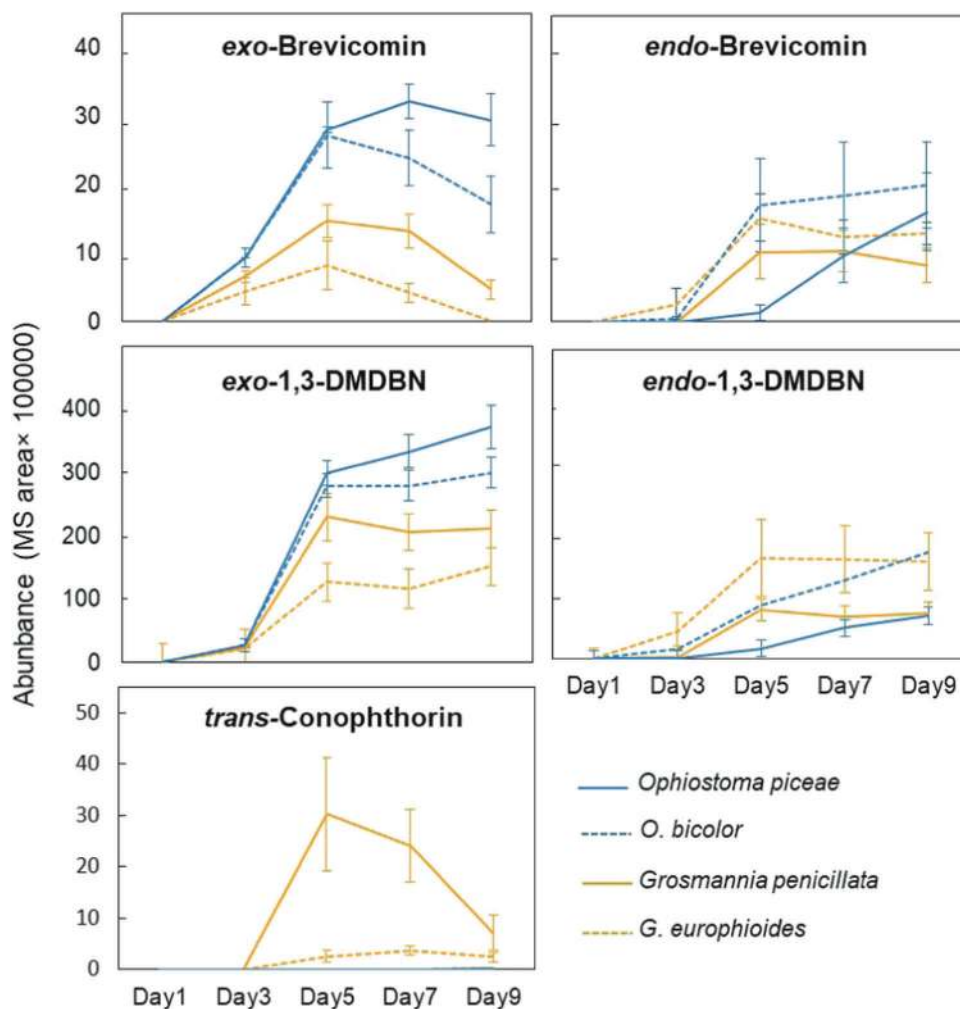 exo-Brevicomin
40
30
20
10
0
endo-Brevicomin
exo-1,3-DMDBN
400
300
200
100
0
endo-1,3-DMDBN
Day1 Day3 Day5 Day7 Day9
Abunbance (MS area× 100000)
trans-Conophthorin
50
40
30
20
10
0
Day1 Day3 Day5 Day7 Day9
Ophiostoma piceae
O. bicolor
Grosmannia penicillata
G. europhioides